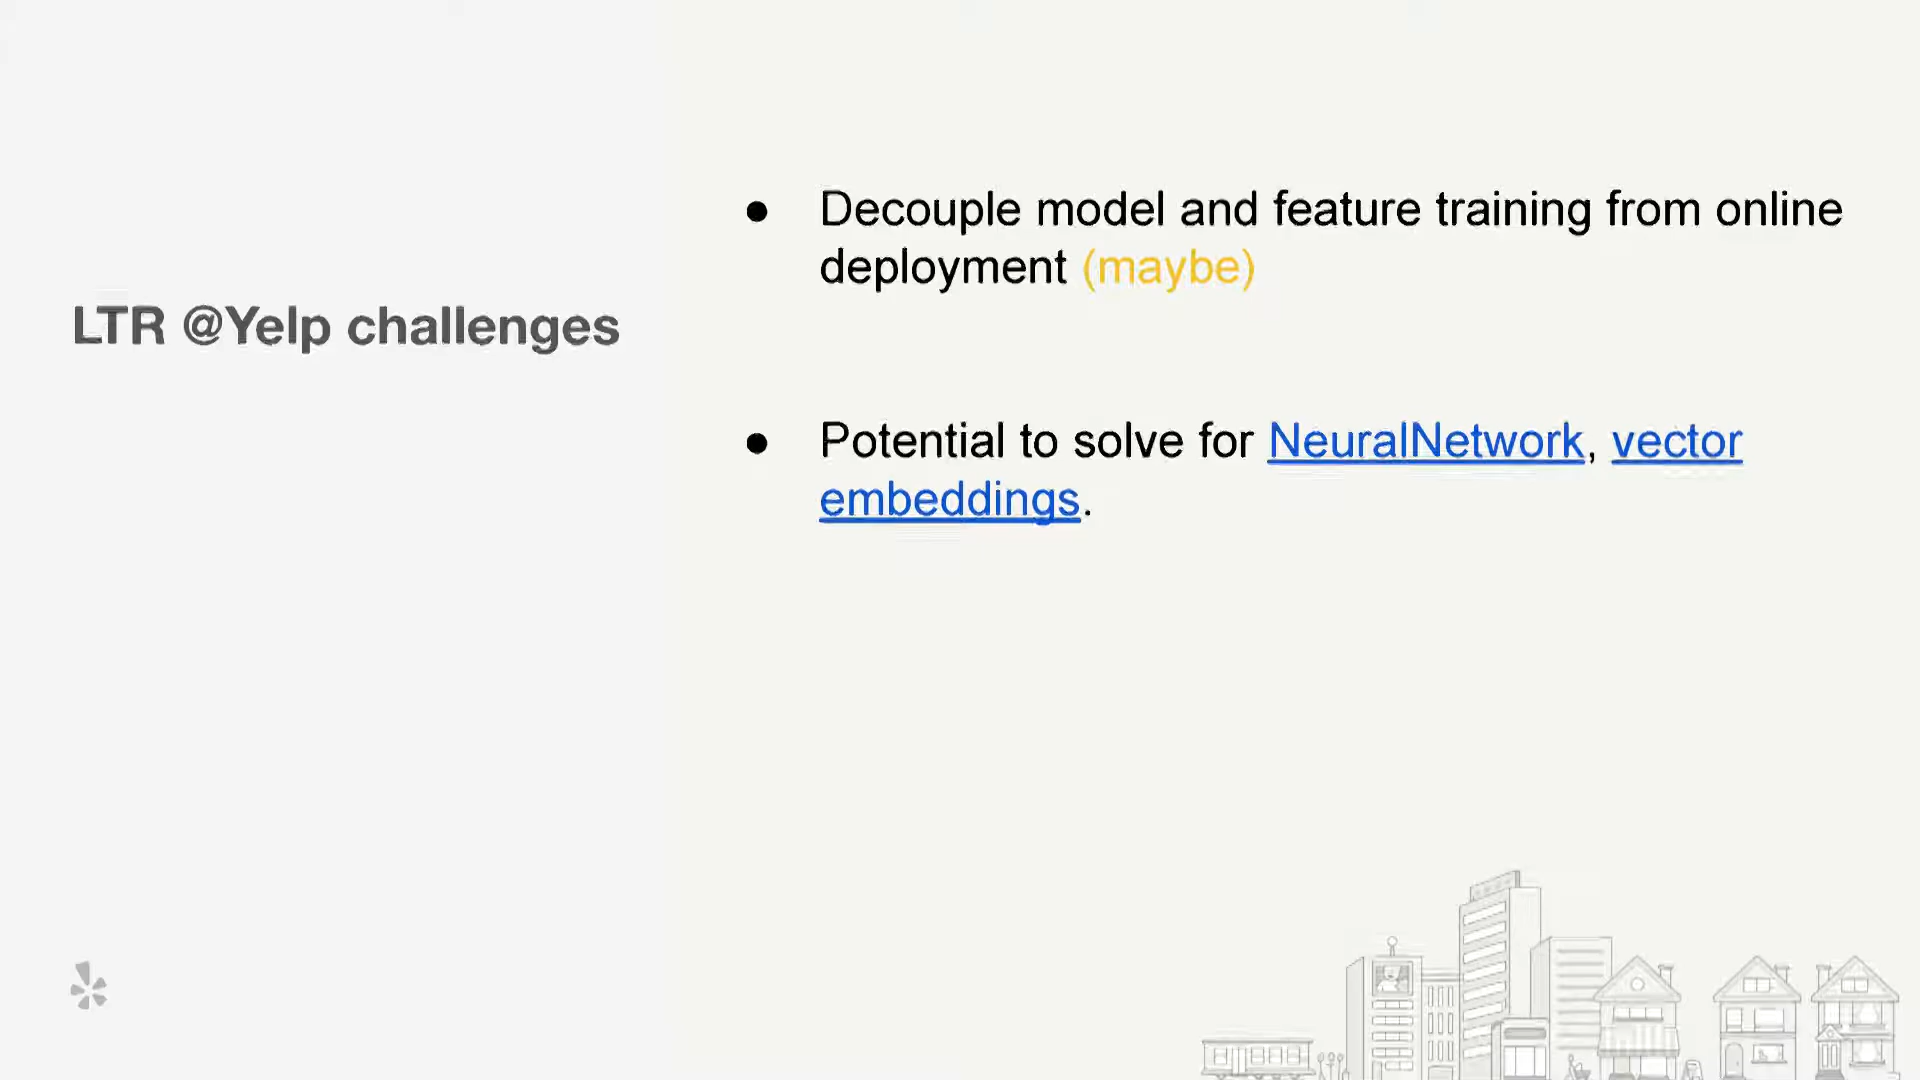 LTR @Yelp challenges
● Decouple model and feature training from online
deployment (maybe)
● Potential to solve for NeuralNetwork, vector
embeddings.